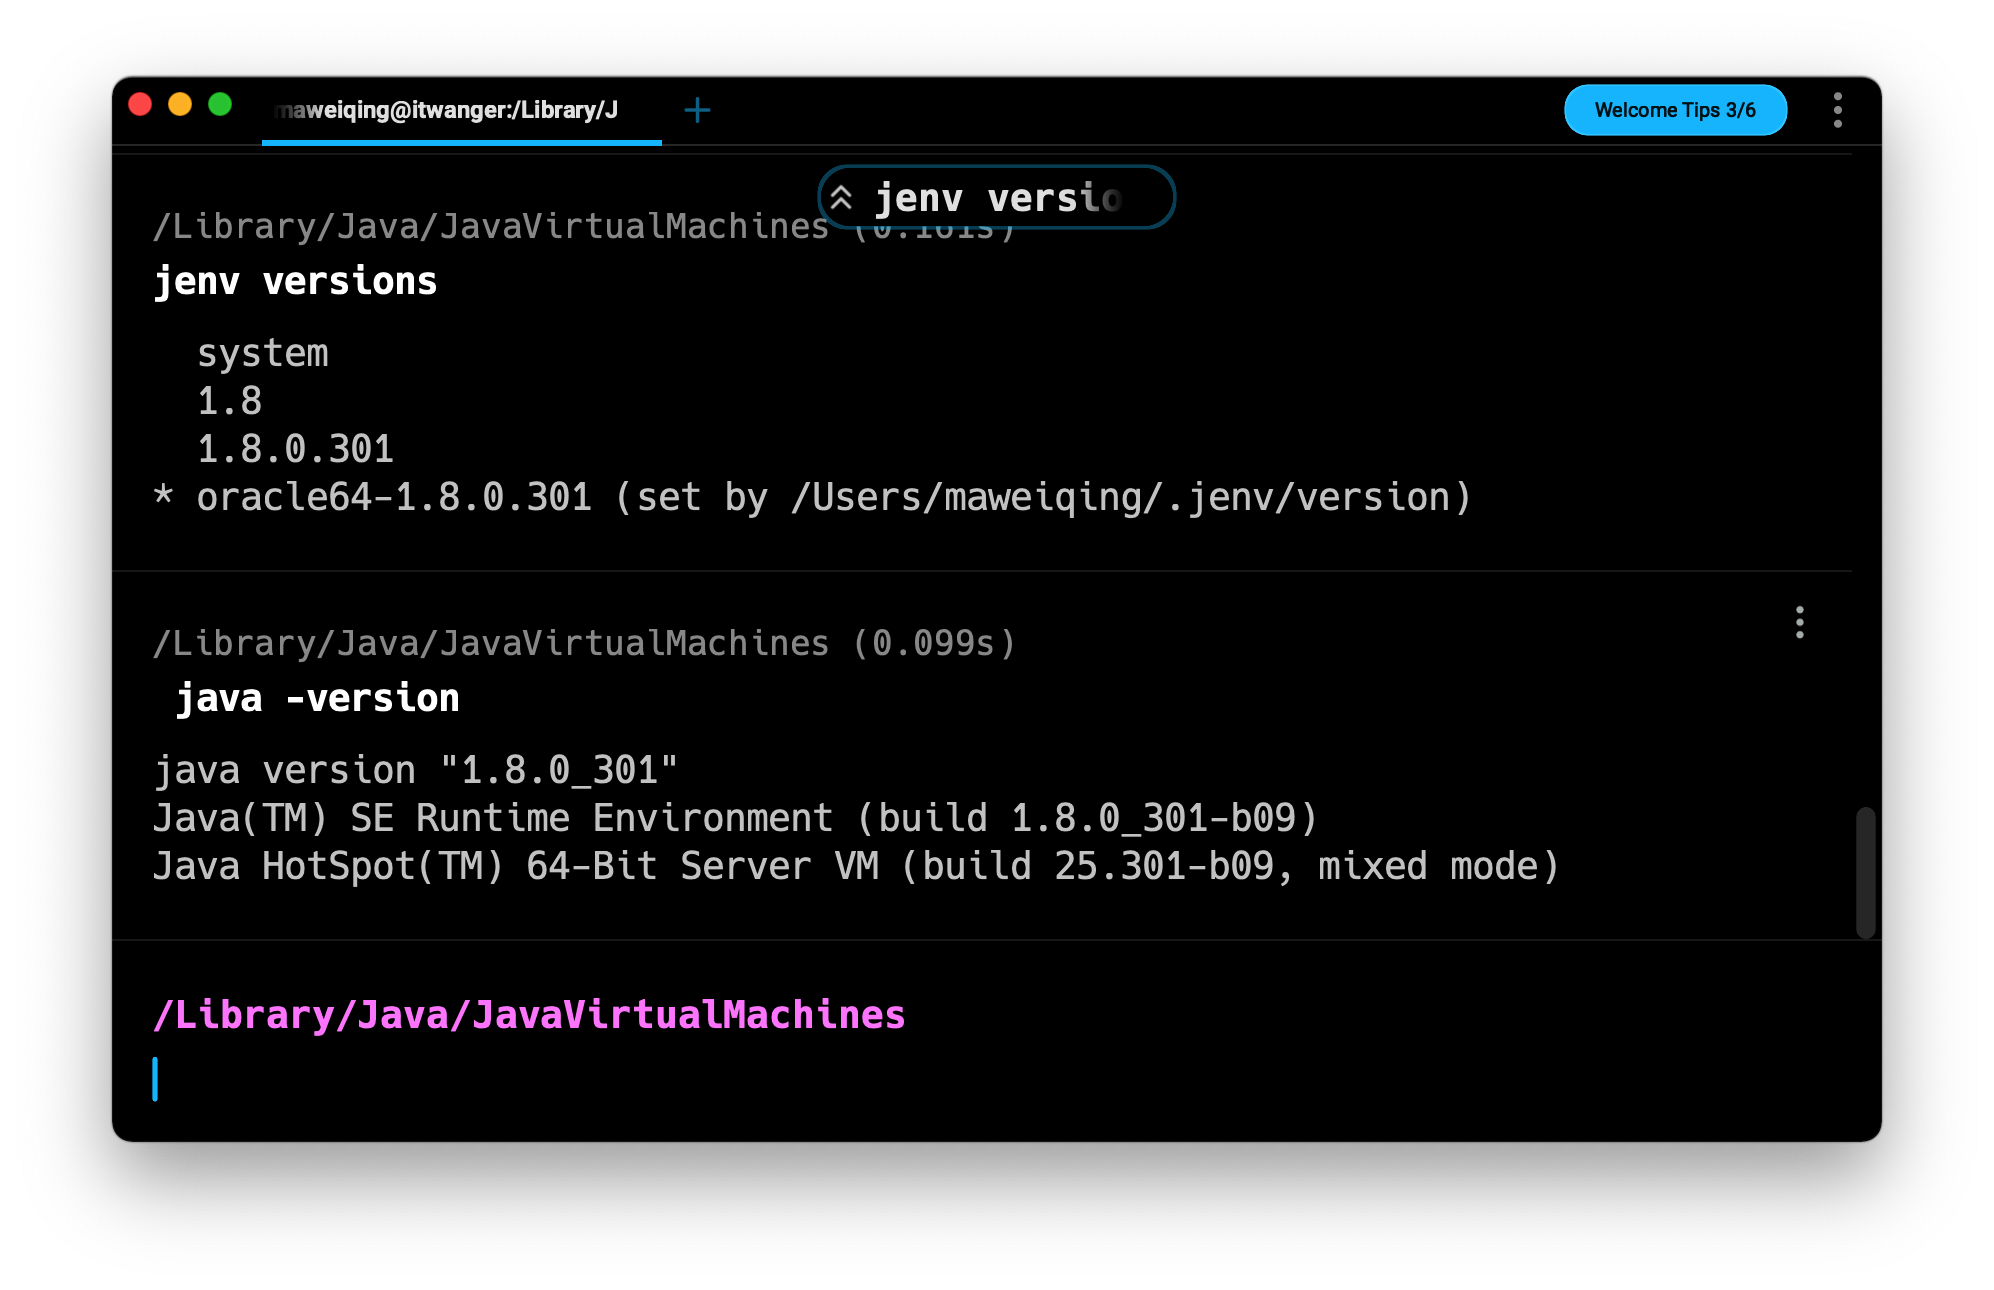 maweiqing@itwanger:/Library/J
Welcome Tips 3/6
jenv versio
/Library/Java/JavaVirtualMachines (0.161s)
jenv versions
system
1.8
1.8.0.301
* oracle64-1.8.0.301 (set by /Users/maweiqing/.jenv/version)
/Library/Java/JavaVirtualMachines (0.099s)
java -version
java version "1.8.0_301"
Java(TM) SE Runtime Environment (build 1.8.0_301-b09)
Java HotSpot(TM) 64-Bit Server VM (build 25.301-b09, mixed mode)
/Library/Java/JavaVirtualMachines